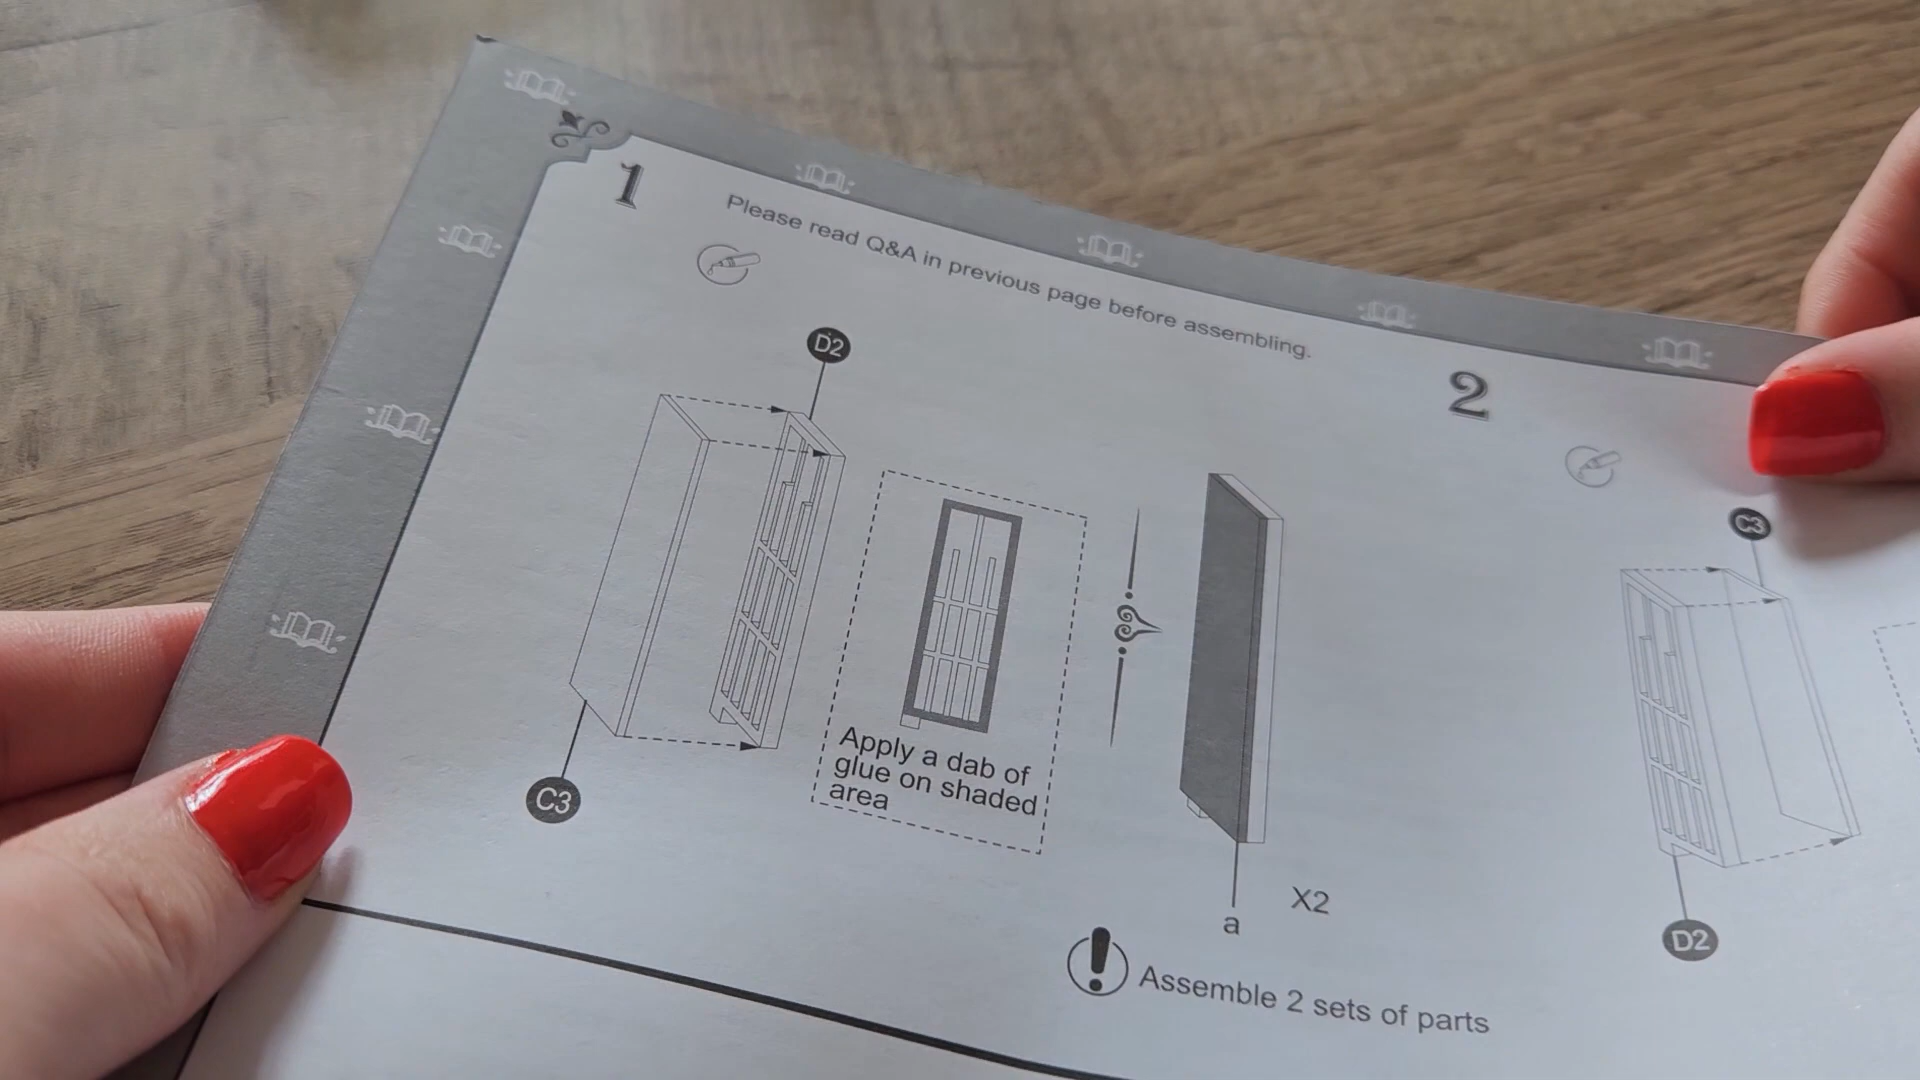 1
Please read Q&A in previous page before assembling.
D2
C3
Apply a dab of
glue on shaded
area
a
X2
Assemble 2 sets of parts
2
C3
D2